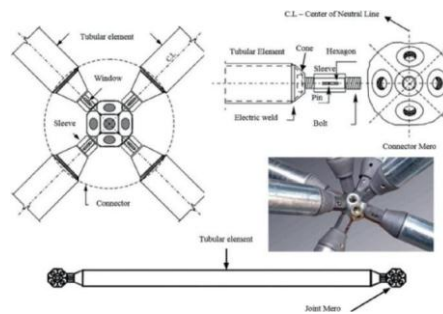 Tubular element
C.L
Window
Sleeve
Connector
C.L – Center of Neutral Line
Tubular Element
Cone
Hexagon
Sleeve
Pin
Electric weld
Bolt
Connector Mero
Tubular element
Joint Mero